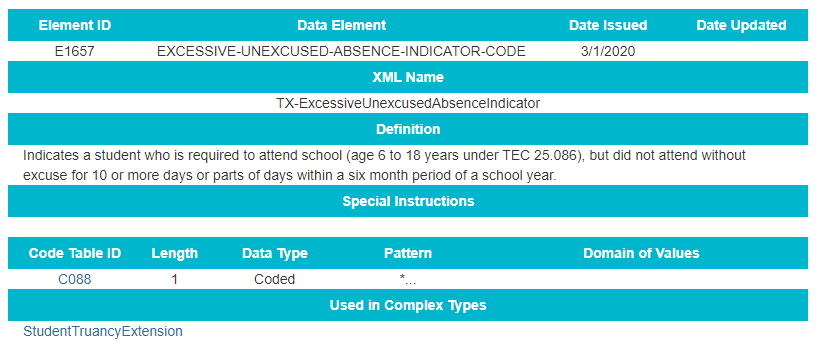 Element ID Data Element Date Issued Date Updated
E1657 EXCESSIVE-UNEXCUSED-ABSENCE-INDICATOR-CODE 3/1/2020
XML Name
TX-ExcessiveUnexcusedAbsenceIndicator
Definition
Indicates a student who is required to attend school (age 6 to 18 years under TEC 25.086), but did not attend without
excuse for 10 or more days or parts of days within a six month period of a school year.
Special Instructions
Code Table ID Length Data Type Pattern Domain of Values
C088 1 Coded *...
Used in Complex Types
StudentTruancyExtension